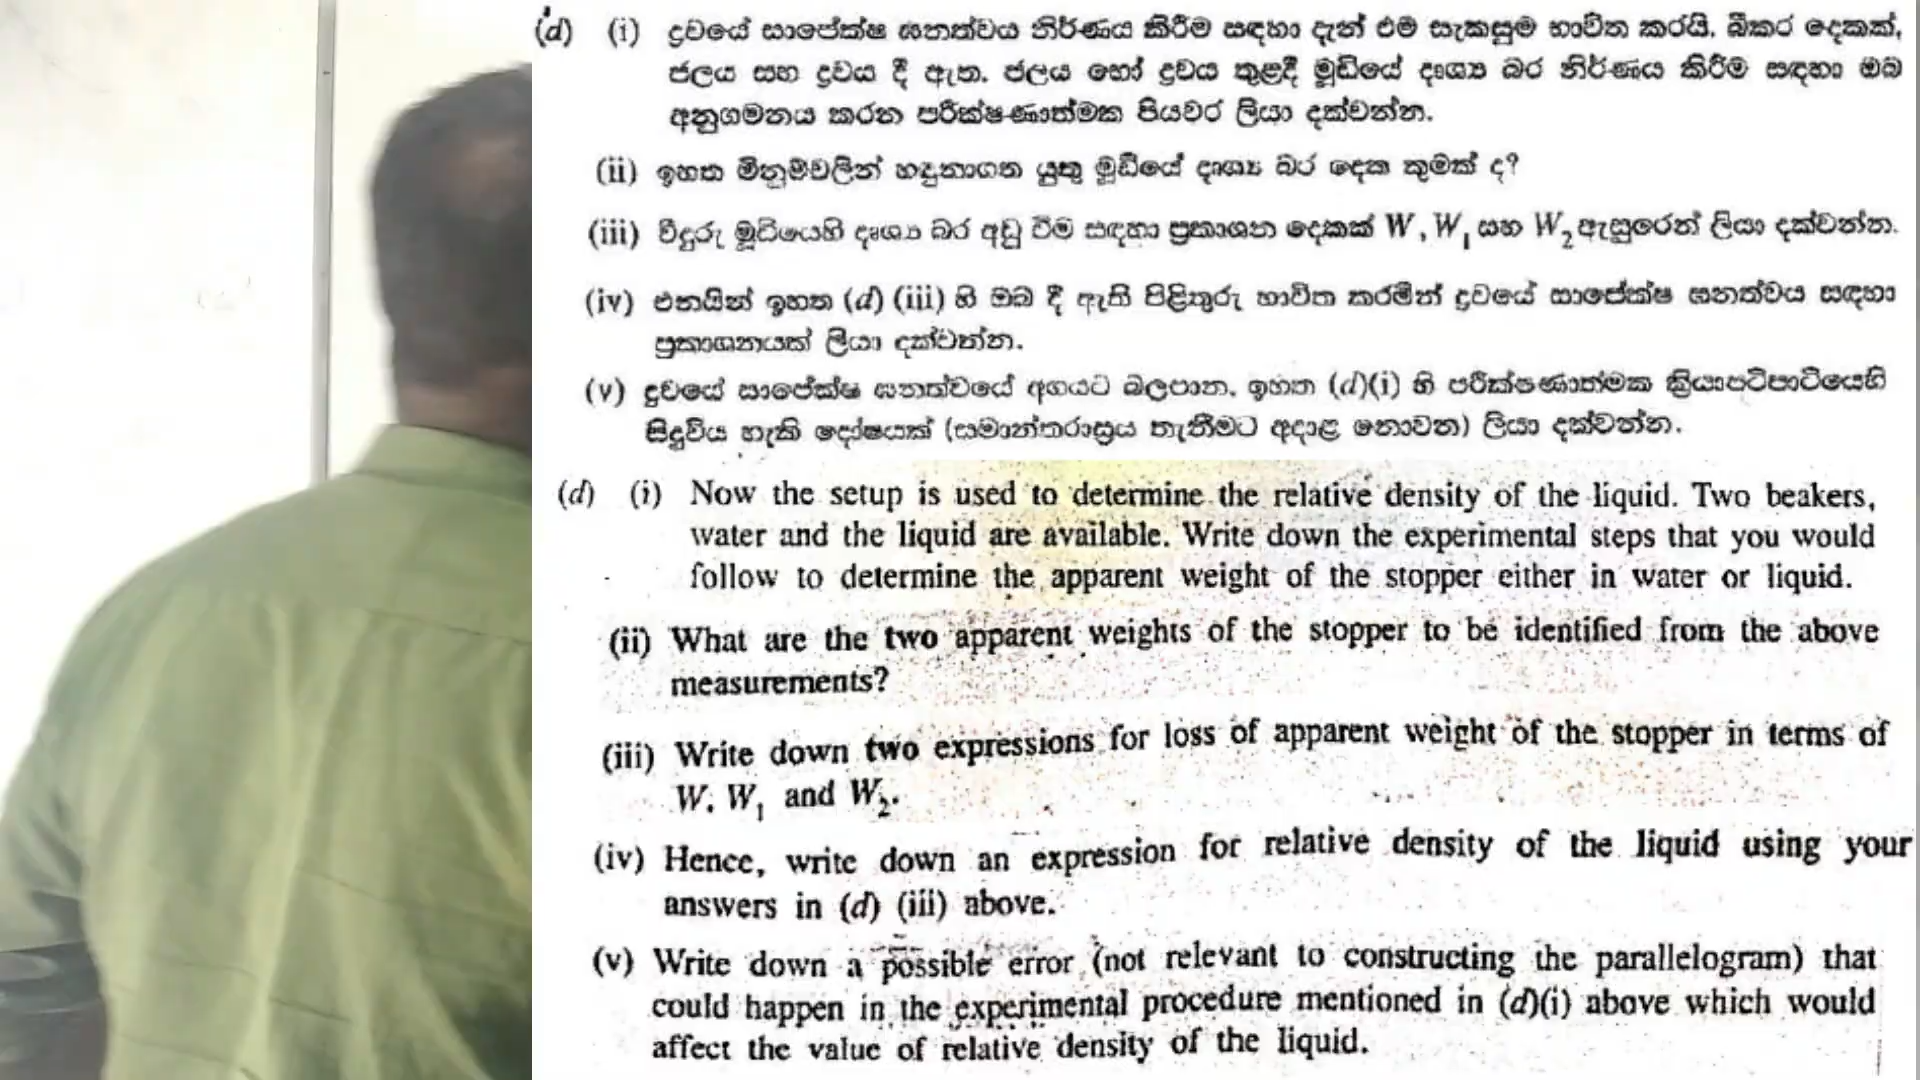 (d) (i) ද්‍රවයේ සාපේක්ෂ ඝනත්වය නිර්ණය කිරීම සඳහා දැන් එම සැකසුම භාවිත කරයි. බීකර දෙකක්,
ජලය සහ ද්‍රවය දී ඇත. ජලය හෝ ද්‍රවය තුළදී මූඩියේ දෘශ්‍ය බර නිර්ණය කිරීම සඳහා ඔබ
අනුගමනය කරන පරීක්ෂණාත්මක පියවර ලියා දක්වන්න.
(ii) ඉහත මිනුම්වලින් හඳුනාගත යුතු මූඩියේ දෘශ්‍ය බර දෙක කුමක් ද?
(iii) වීදුරු මූඩියෙහි දෘශ්‍ය බර අඩු වීම සඳහා ප්‍රකාශන දෙකක් W, W₁ සහ W₂ ඇසුරෙන් ලියා දක්වන්න.
(iv) එනයින් ඉහත (d) (iii) හි ඔබ දී ඇති පිළිතුරු භාවිත කරමින් ද්‍රවයේ සාපේක්ෂ ඝනත්වය සඳහා
ප්‍රකාශනයක් ලියා දක්වන්න.
(v) ද්‍රවයේ සාපේක්ෂ ඝනත්වයේ අගයට බලපාන, ඉහත (d)(i) හි පරීක්ෂණාත්මක ක්‍රියාපටිපාටියෙහි
සිදුවිය හැකි දෝෂයක් (සමාන්තරාස්‍රය තැනීමට අදාළ නොවන) ලියා දක්වන්න.
(d) (i) Now the setup is used to determine the relative density of the liquid. Two beakers,
water and the liquid are available. Write down the experimental steps that you would
follow to determine the apparent weight of the stopper either in water or liquid.
(ii) What are the two apparent weights of the stopper to be identified from the above
measurements?
(iii) Write down two expressions for loss of apparent weight of the stopper in terms of
W, W₁ and W₂.
(iv) Hence, write down an expression for relative density of the liquid using your
answers in (d) (iii) above.
(v) Write down a possible error (not relevant to constructing the parallelogram) that
could happen in the experimental procedure mentioned in (d)(i) above which would
affect the value of relative density of the liquid.